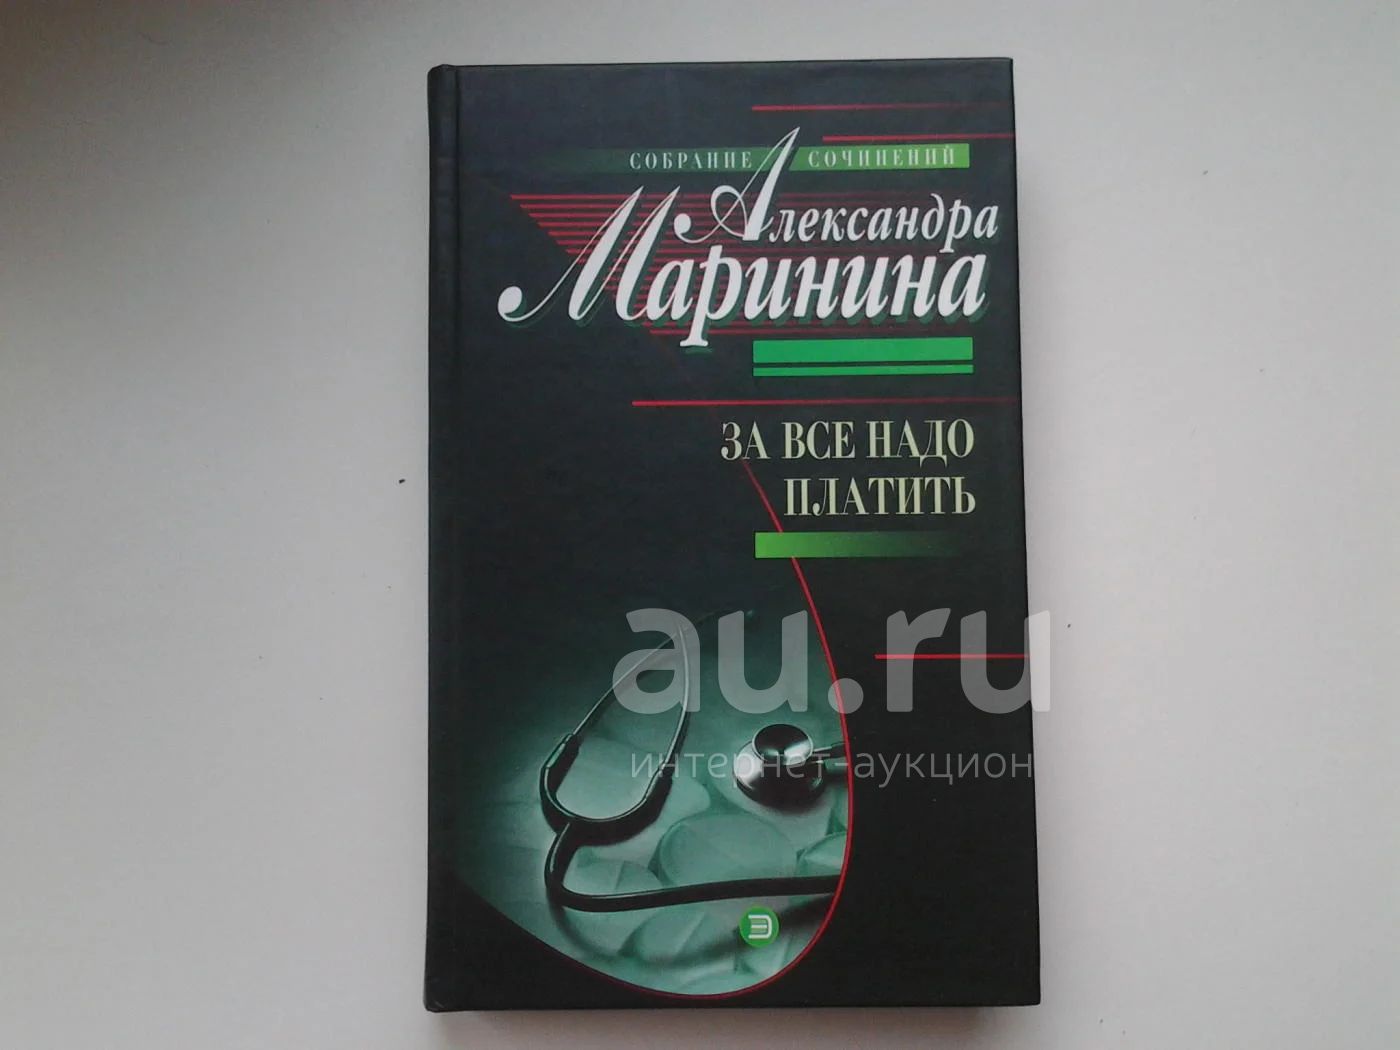 СОБРАНИЕ СОЧИНЕНИЙ
Александра
Маринина
ЗА ВСЕ НАДО
ПЛАТИТЬ
au.ru
интернет-аукцион
Э